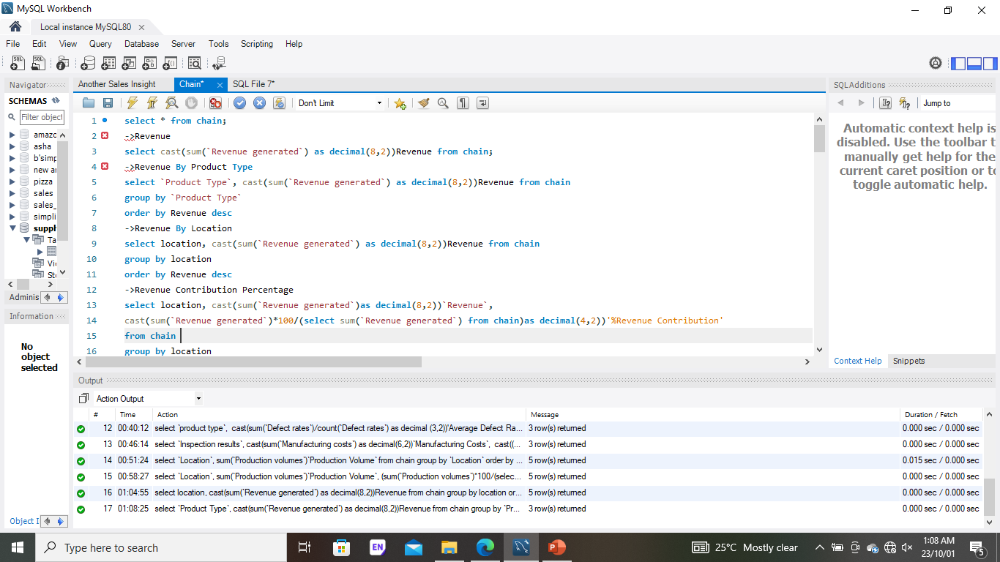 MySQL Workbench
Local instance MySQL80
File Edit View Query Database Server Tools Scripting Help
Navigator
SCHEMAS
Filter object
amazo
asha
b'simp
new ar
pizza
sales
sales_
simpli
suppl
Ta
Vie
St
Adminis
Information
No
object
selected
Object I
Another Sales Insight Chain* SQL File 7*
Don't Limit
1 select * from chain;
2 ->Revenue
3 select cast(sum(`Revenue generated`) as decimal(8,2))Revenue from chain;
4 ->Revenue By Product Type
5 select `Product Type`, cast(sum(`Revenue generated`) as decimal(8,2))Revenue from chain
6 group by `Product Type`
7 order by Revenue desc
8 ->Revenue By Location
9 select location, cast(sum(`Revenue generated`) as decimal(8,2))Revenue from chain
10 group by location
11 order by Revenue desc
12 ->Revenue Contribution Percentage
13 select location, cast(sum(`Revenue generated`)as decimal(8,2))`Revenue`,
14 cast(sum(`Revenue generated`)*100/(select sum(`Revenue generated`) from chain)as decimal(4,2))'%Revenue Contribution'
15 from chain
16 group by location
SQLAdditions
Jump to
Automatic context help is
disabled. Use the toolbar t
manually get help for the
current caret position or to
toggle automatic help.
Context Help Snippets
Output
Action Output
# Time Action Message Duration / Fetch
12 00:40:12 select `product type`, cast(sum(`Defect rates`)/count(`Defect rates`) as decimal (3,2))'Average Defect Ra... 3 row(s) returned 0.000 sec / 0.000 sec
13 00:46:14 select `Inspection results`, cast(sum(`Manufacturing costs`) as decimal(6,2))`Manufacturing Costs`, cast((... 3 row(s) returned 0.000 sec / 0.000 sec
14 00:51:24 select `Location`, sum(`Production volumes`)`Production Volume` from chain group by `Location` order by ... 5 row(s) returned 0.015 sec / 0.000 sec
15 00:58:27 select `Location`, sum(`Production volumes`)`Production Volume`, (sum(`Production volumes`)*100/(selec... 5 row(s) returned 0.000 sec / 0.000 sec
16 01:04:55 select location, cast(sum(`Revenue generated`) as decimal(8,2))Revenue from chain group by location or... 5 row(s) returned 0.000 sec / 0.000 sec
17 01:08:25 select `Product Type`, cast(sum(`Revenue generated`) as decimal(8,2))Revenue from chain group by `Pr... 3 row(s) returned 0.000 sec / 0.000 sec
Type here to search
EN
25°C Mostly clear
1:08 AM
23/10/01
5